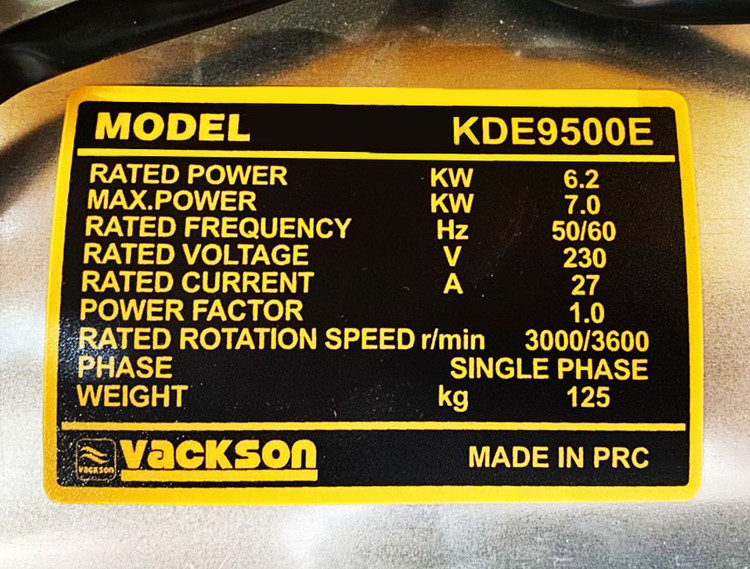 MODEL KDE9500E
RATED POWER KW 6.2
MAX.POWER KW 7.0
RATED FREQUENCY Hz 50/60
RATED VOLTAGE V 230
RATED CURRENT A 27
POWER FACTOR 1.0
RATED ROTATION SPEED r/min 3000/3600
PHASE SINGLE PHASE
WEIGHT kg 125
VACKSON vackson MADE IN PRC